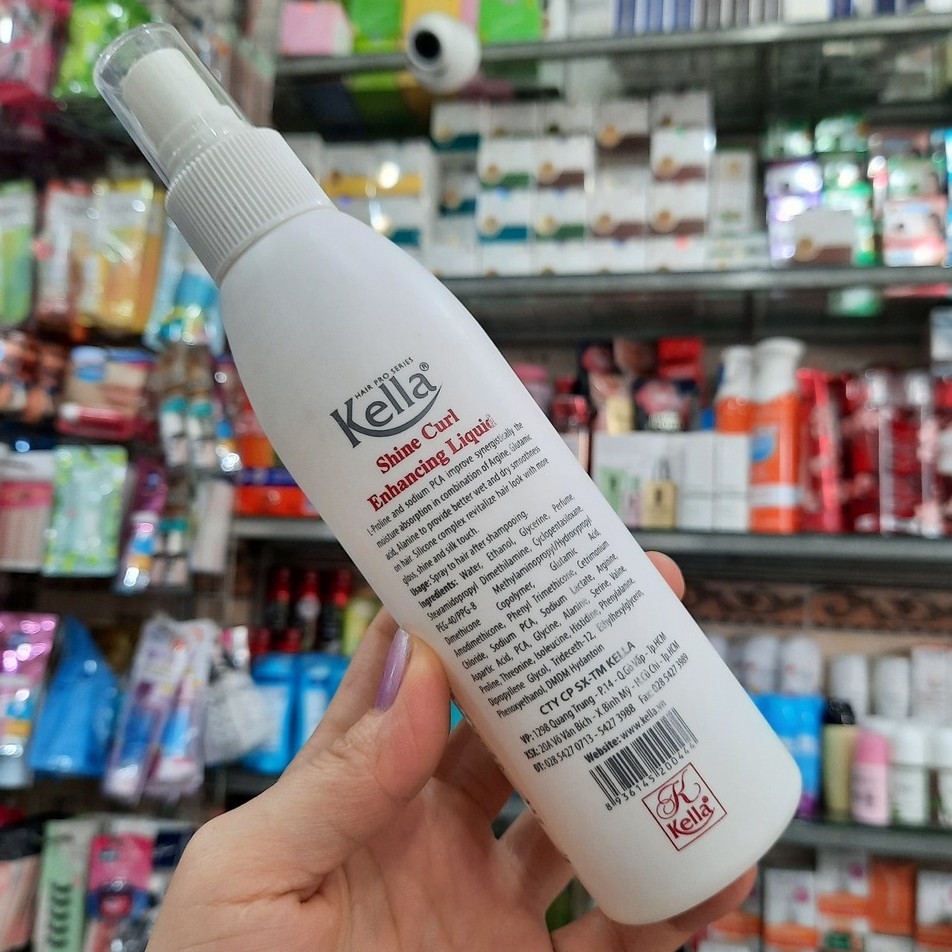 HAIR PRO SERIES
Kella®
Shine Curl
Enhancing Liquid
L-Proline and sodium PCA improve synergistically the
moisture absorption in combination of Argine, Glutamic
acid, Alanine to provide better wet and dry smoothness
on hair. Silicone complex revitalize hair look with more
gloss, shine and silk touch.
Usage: Spray to hair after shampooing.
Ingredients: Water, Ethanol, Glycerine, Perfume,
Stearamidopropyl Dimethilamine, Cyclopentasiloxane,
PEG-40/PPG-8 Methylaminopropyl/Hydroxypropyl
Dimethicone Copolymer, Glutamic Acid,
Amodimethicone, Phenyl Trimethicone, Cetrimonium
Chloride, Sodium PCA, Sodium Lactate, Arginine,
Aspartic Acid, PCA, Glycine, Alanine, Serine, Valine,
Proline, Threonine, Isoleucine, Histidine, Phenylalanine,
Dipropylene Glycol, Trideceth-12, Ethylhexylglycerin,
Phenoxyethanol, DMDM Hydantoin
CTY CP SX-TM KELLA
VP: 1298 Quang Trung - P.14 - Q.Gò Vấp - Tp.HCM
KSX: 20A Võ Văn Bích - X.Bình Mỹ - H.Củ Chi - Tp.HCM
ĐT: 028 5427 0713 - 5427 3988 Fax: 028 5427 3989
Website: www.kella.vn
8 936145 200444
K
Kella®